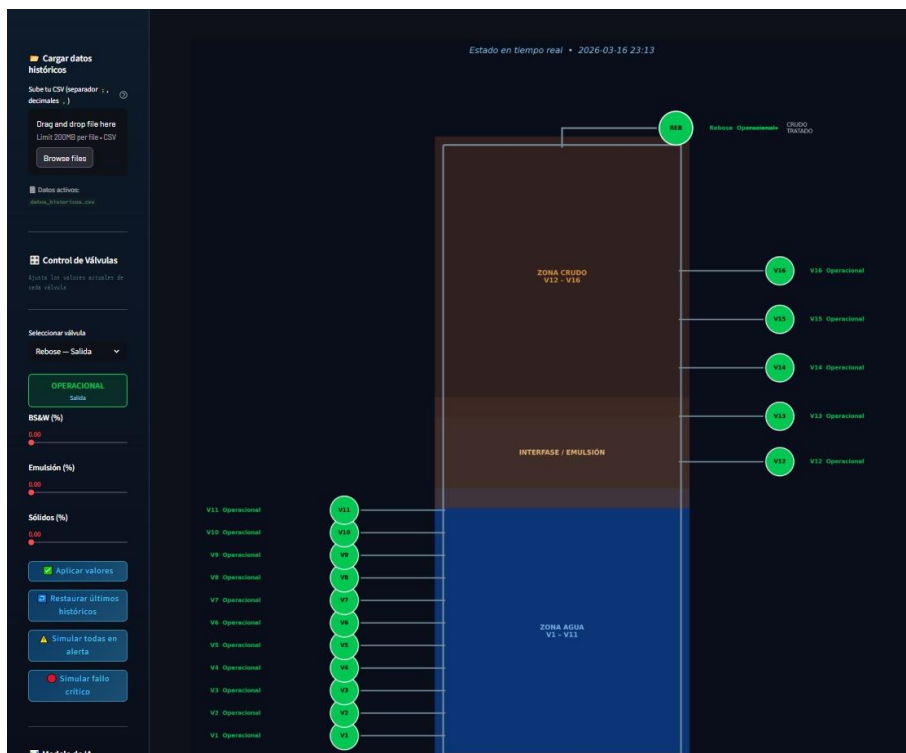 Cargar datos
históricos
Sube tu CSV (separador ; ,
decimales , )
Drag and drop file here
Limit 200MB per file • CSV
Browse files
Datos activos:
datos_historicos.csv
Control de Válvulas
Ajusta los valores actuales de
cada válvula
Seleccionar válvula
Rebose — Salida
OPERACIONAL
Salida
BS&W (%)
0.00
Emulsión (%)
0.00
Sólidos (%)
0.00
Aplicar valores
Restaurar últimos
históricos
Simular todas en
alerta
Simular fallo
crítico
Estado en tiempo real • 2026-03-16 23:13
REB
Rebose Operacional
CRUDO
TRATADO
ZONA CRUDO
V12 - V16
V16 V16 Operacional
V15 V15 Operacional
V14 V14 Operacional
V13 V13 Operacional
INTERFASE / EMULSIÓN
V12 V12 Operacional
V11 Operacional V11
V10 Operacional V10
V9 Operacional V9
V8 Operacional V8
V7 Operacional V7
V6 Operacional V6
ZONA AGUA
V1 - V11
V5 Operacional V5
V4 Operacional V4
V3 Operacional V3
V2 Operacional V2
V1 Operacional V1